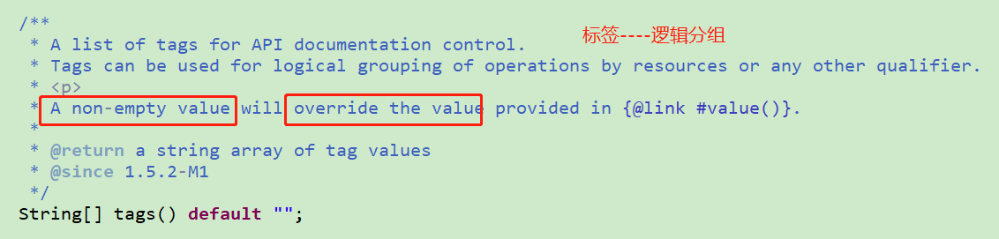 /**
* A list of tags for API documentation control.
标签----逻辑分组
* Tags can be used for logical grouping of operations by resources or any other qualifier.
* <p>
* A non-empty value will override the value provided in {@link #value()}.
*
* @return a string array of tag values
* @since 1.5.2-M1
*/
String[] tags() default "";